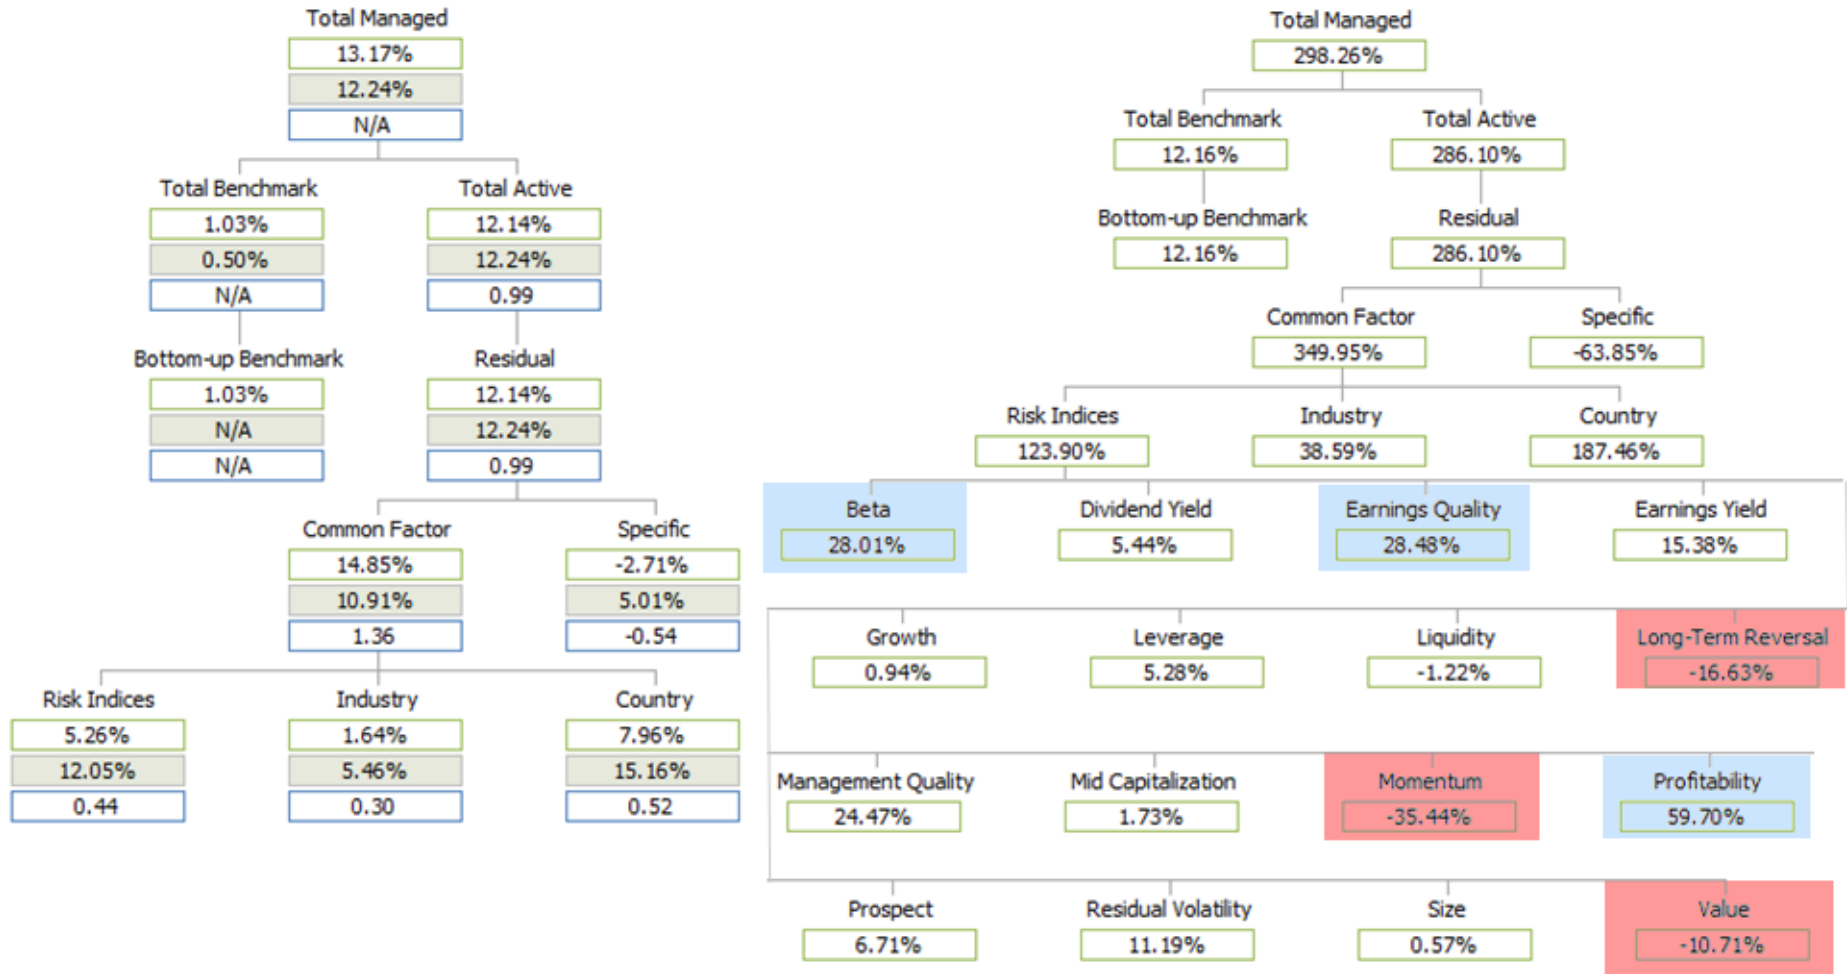 Total Managed
13.17%
12.24%
N/A
Total Benchmark
Total Active
1.03%
12.14%
0.50%
12.24%
N/A
0.99
Bottom-up Benchmark
Residual
1.03%
12.14%
N/A
12.24%
N/A
0.99
Common Factor
Specific
14.85%
-2.71%
10.91%
5.01%
1.36
-0.54
Risk Indices
Industry
Country
5.26%
1.64%
7.96%
12.05%
5.46%
15.16%
0.44
0.30
0.52
Total Managed
298.26%
Total Benchmark
Total Active
12.16%
286.10%
Bottom-up Benchmark
Residual
12.16%
286.10%
Common Factor
Specific
349.95%
-63.85%
Risk Indices
Industry
Country
123.90%
38.59%
187.46%
Beta
Dividend Yield
Earnings Quality
Earnings Yield
28.01%
5.44%
28.48%
15.38%
Growth
Leverage
Liquidity
Long-Term Reversal
0.94%
5.28%
-1.22%
-16.63%
Management Quality
Mid Capitalization
Momentum
Profitability
24.47%
1.73%
-35.44%
59.70%
Prospect
Residual Volatility
Size
Value
6.71%
11.19%
0.57%
-10.71%